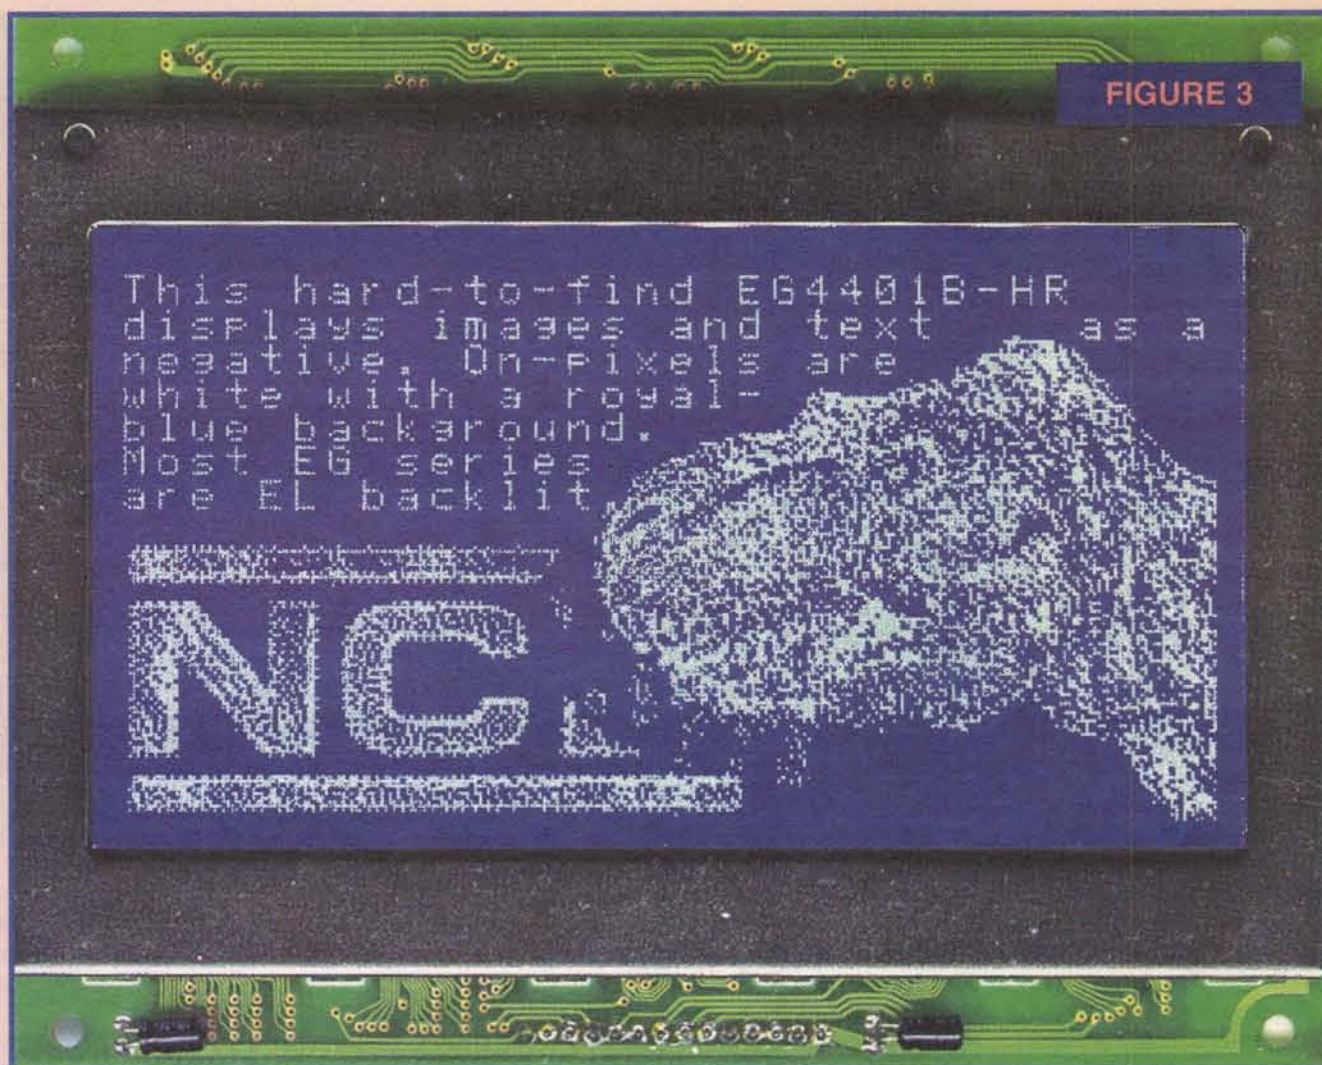 FIGURE 3
This hard-to-find EG4401B-HR
displays images and text as a
negative. On-pixels are
white with a royal-
blue background.
Most EG series
are EL backlit
NC.